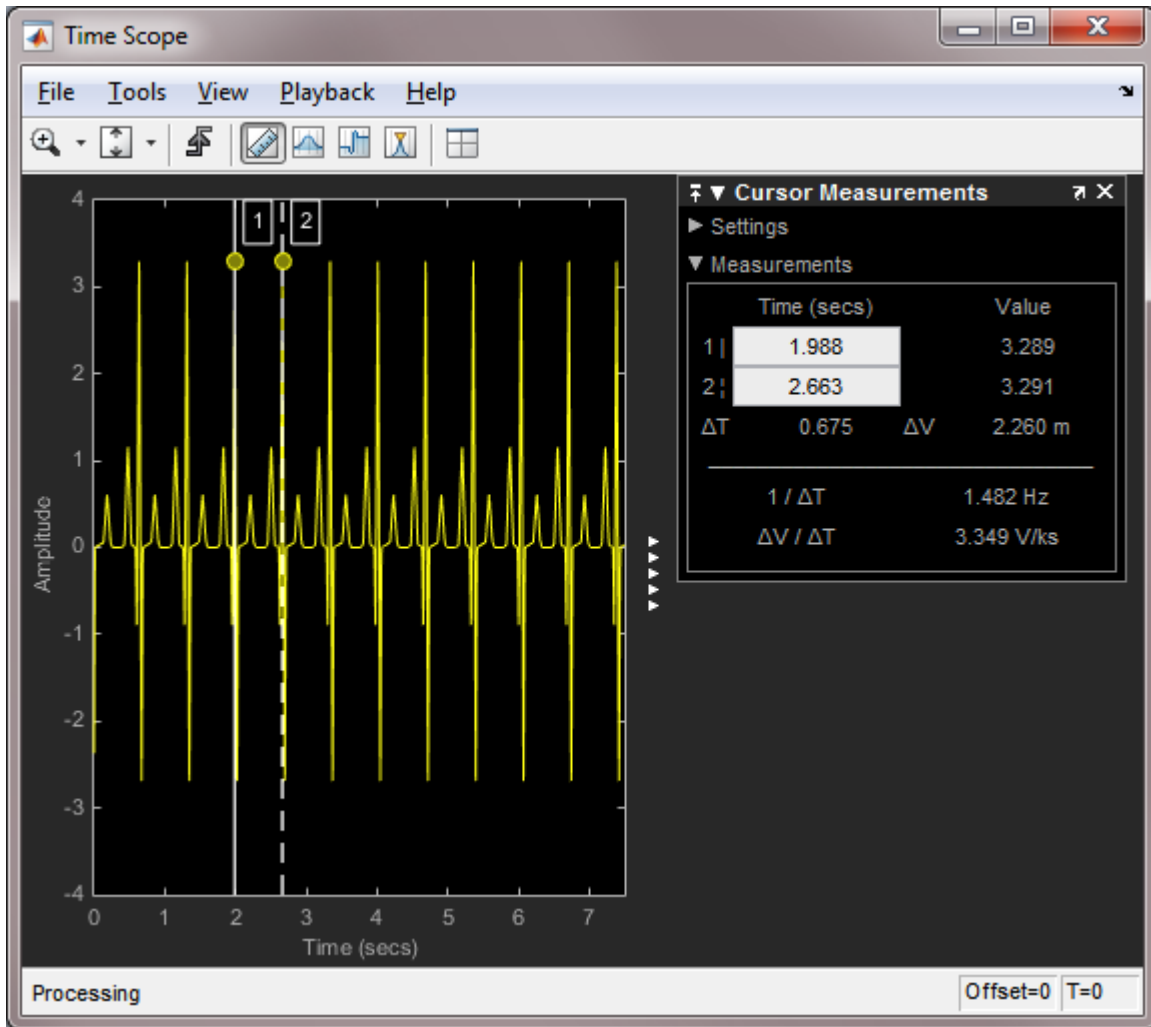 Time Scope
File Tools View Playback Help
4
3
2
1
0
-1
-2
-3
-4
Amplitude
1 2
0 1 2 3 4 5 6 7
Time (secs)
Cursor Measurements
Settings
Measurements
Time (secs) Value
1 | 1.988 3.289
2 ¦ 2.663 3.291
ΔT 0.675 ΔV 2.260 m
1 / ΔT 1.482 Hz
ΔV / ΔT 3.349 V/ks
Processing Offset=0 T=0